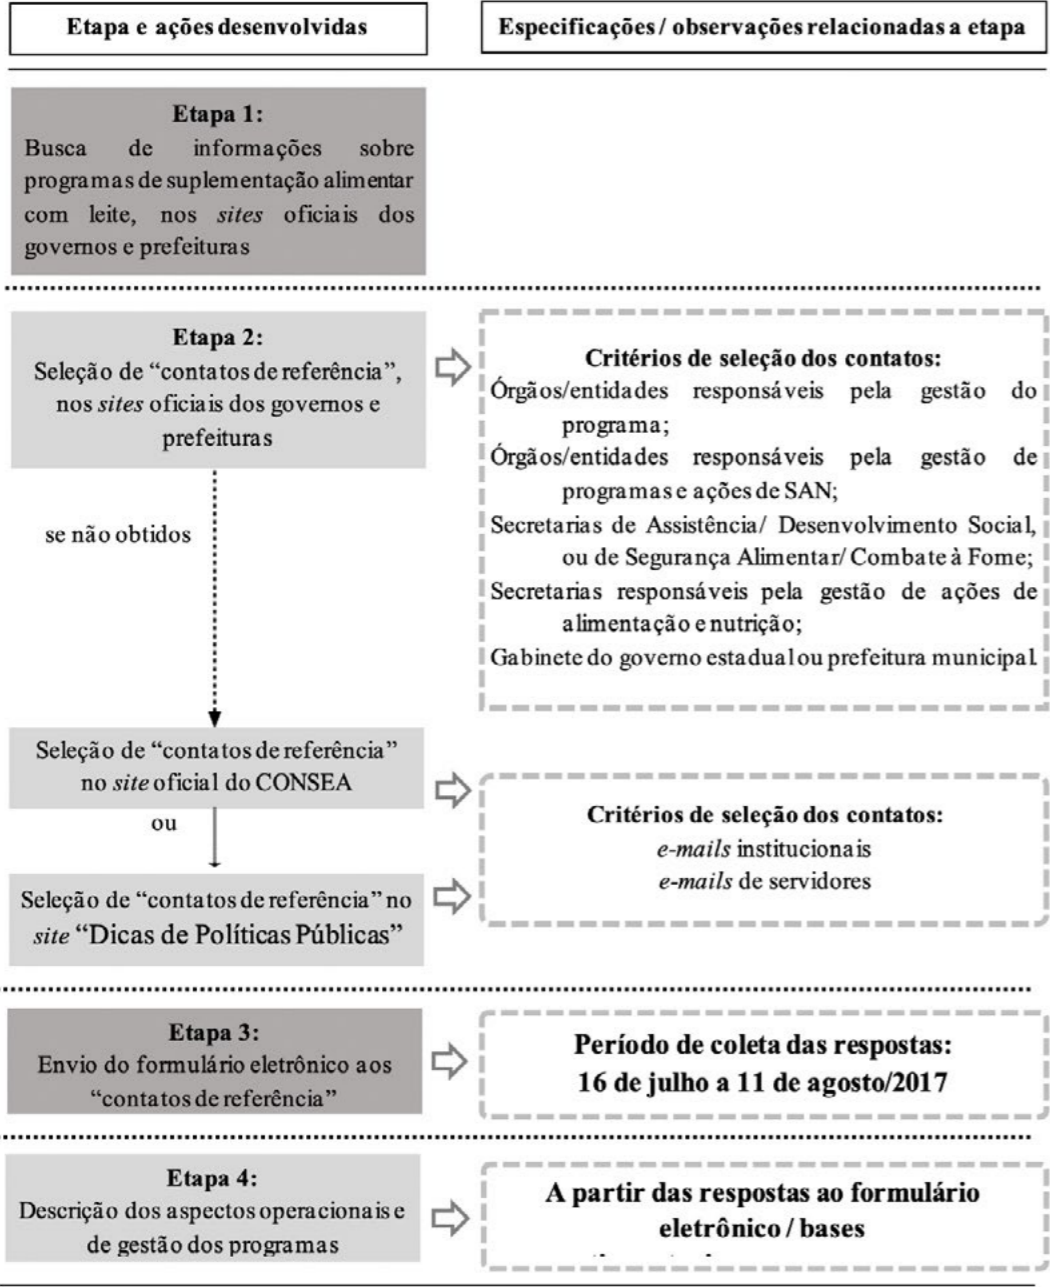 Etapa e ações desenvolvidas
Especificações / observações relacionadas a etapa
Etapa 1:
Busca de informações sobre
programas de suplementação alimentar
com leite, nos sites oficiais dos
governos e prefeituras
Etapa 2:
Seleção de “contatos de referência”,
nos sites oficiais dos governos e
prefeituras
Critérios de seleção dos contatos:
Órgãos/entidades responsáveis pela gestão do
programa;
Órgãos/entidades responsáveis pela gestão de
programas e ações de SAN;
Secretarias de Assistência/ Desenvolvimento Social,
ou de Segurança Alimentar/ Combate à Fome;
Secretarias responsáveis pela gestão de ações de
alimentação e nutrição;
Gabinete do governo estadual ou prefeitura municipal.
se não obtidos
Seleção de “contatos de referência”
no site oficial do CONSEA
ou
Seleção de “contatos de referência” no
site “Dicas de Políticas Públicas”
Critérios de seleção dos contatos:
e-mails institucionais
e-mails de servidores
Etapa 3:
Envio do formulário eletrônico aos
“contatos de referência”
Período de coleta das respostas:
16 de julho a 11 de agosto/2017
Etapa 4:
Descrição dos aspectos operacionais e
de gestão dos programas
A partir das respostas ao formulário
eletrônico / bases